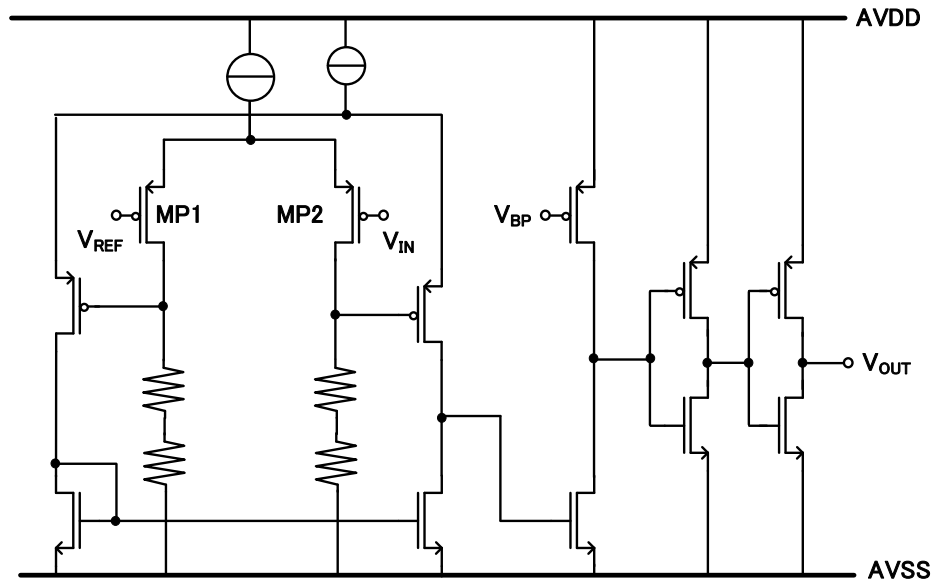 AVDD
MP1
MP2
VREF
VIN
VBP
VOUT
AVSS